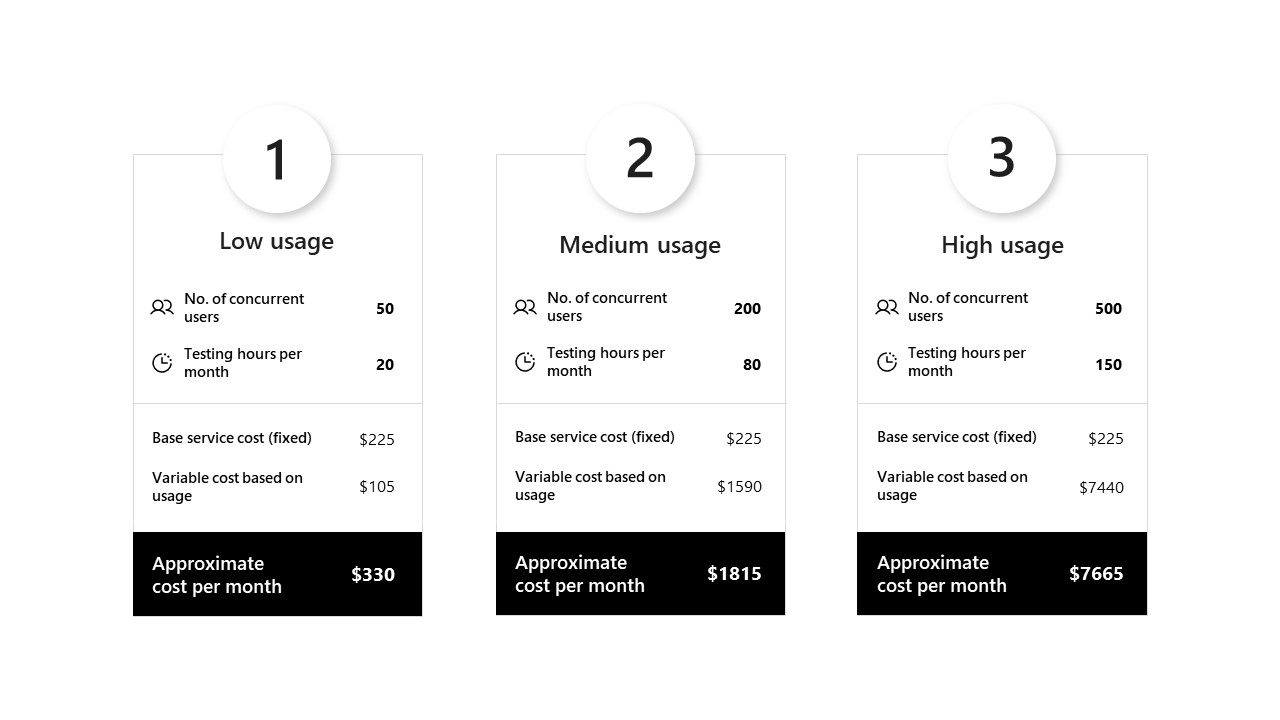 1
Low usage
No. of concurrent
users
50
Testing hours per
month
20
Base service cost (fixed)
$225
Variable cost based on
usage
$105
Approximate
cost per month
$330
2
Medium usage
No. of concurrent
users
200
Testing hours per
month
80
Base service cost (fixed)
$225
Variable cost based on
usage
$1590
Approximate
cost per month
$1815
3
High usage
No. of concurrent
users
500
Testing hours per
month
150
Base service cost (fixed)
$225
Variable cost based on
usage
$7440
Approximate
cost per month
$7665